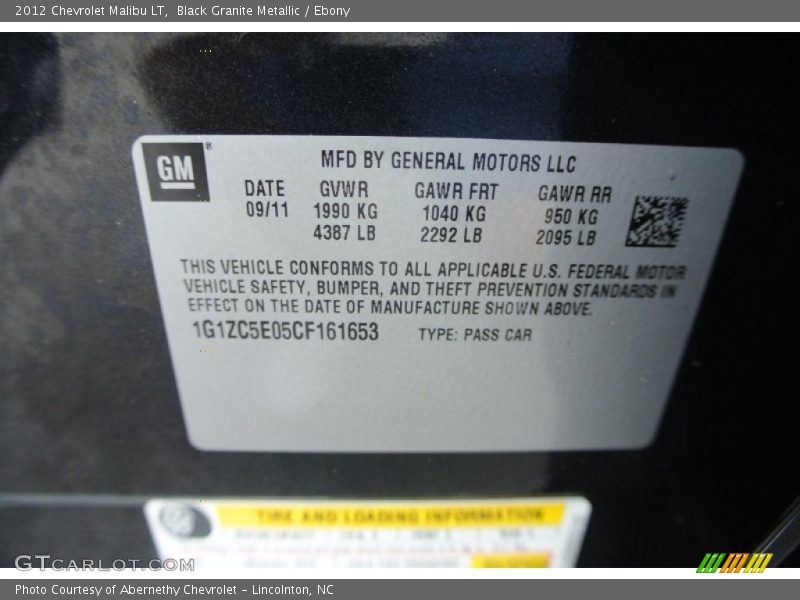 2012 Chevrolet Malibu LT, Black Granite Metallic / Ebony
GM
MFD BY GENERAL MOTORS LLC
DATE GVWR GAWR FRT GAWR RR
09/11 1990 KG 1040 KG 950 KG
4387 LB 2292 LB 2095 LB
THIS VEHICLE CONFORMS TO ALL APPLICABLE U.S. FEDERAL MOTOR
VEHICLE SAFETY, BUMPER, AND THEFT PREVENTION STANDARDS IN
EFFECT ON THE DATE OF MANUFACTURE SHOWN ABOVE.
1G1ZC5E05CF161653 TYPE: PASS CAR
TIRE AND LOADING INFORMATION
GTCARLOT.COM
Photo Courtesy of Abernethy Chevrolet - Lincolnton, NC